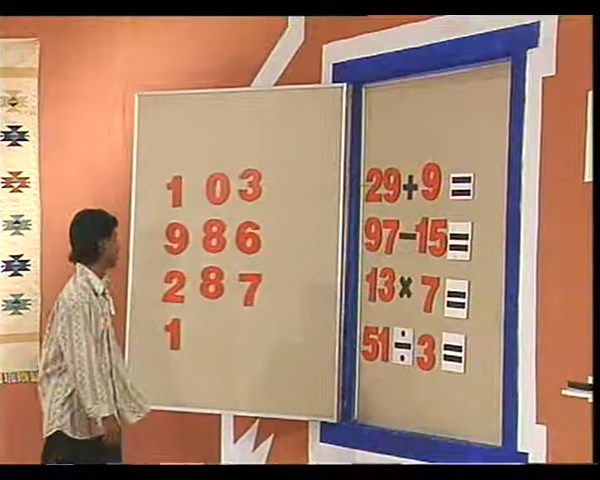 1 0 3
9 8 6
2 8 7
1
29+9=
97-15=
13×7=
51÷3=